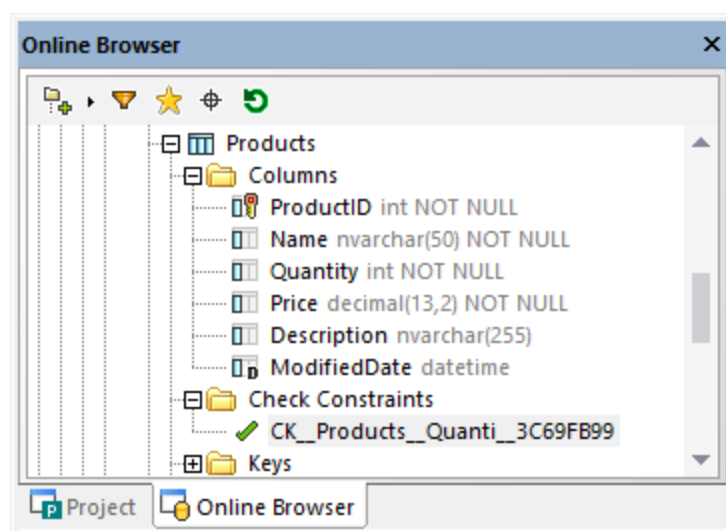 Online Browser
Products
Columns
ProductID int NOT NULL
Name nvarchar(50) NOT NULL
Quantity int NOT NULL
Price decimal(13,2) NOT NULL
Description nvarchar(255)
ModifiedDate datetime
Check Constraints
CK__Products__Quanti__3C69FB99
Keys
Project Online Browser